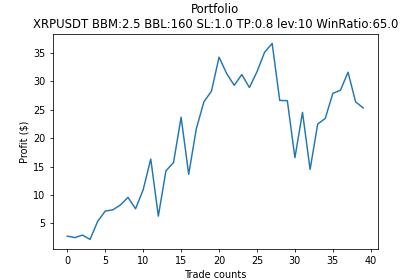 Portfolio
XRPUSDT BBM:2.5 BBL:160 SL:1.0 TP:0.8 lev:10 WinRatio:65.0
Profit ($)
35
30
25
20
15
10
5
0 5 10 15 20 25 30 35 40
Trade counts